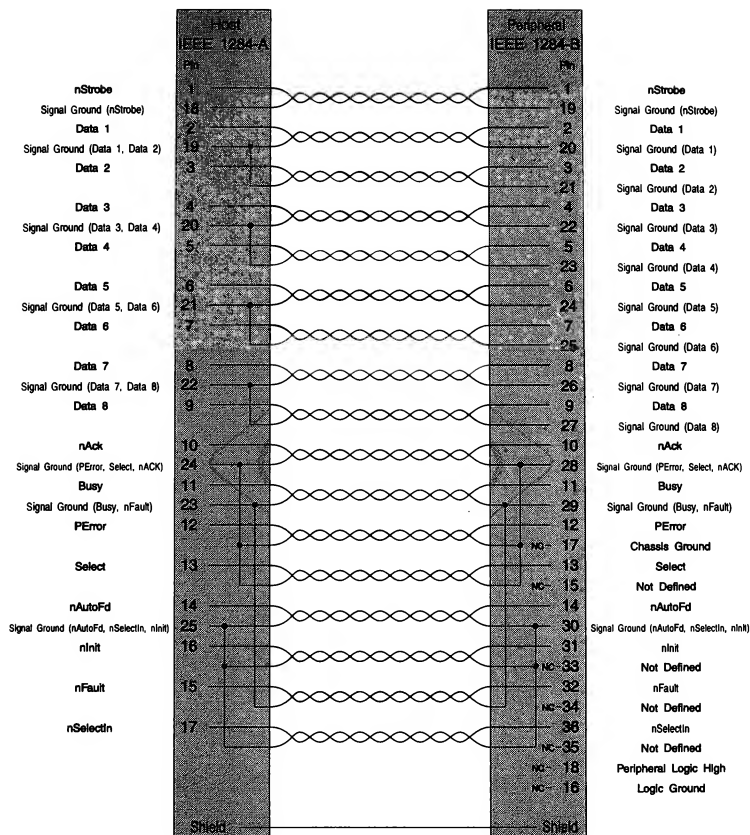 Host Peripheral
IEEE 1284-A IEEE 1284-B
Pin Pin
nStrobe 1 1 nStrobe
Signal Ground (nStrobe) 18 19 Signal Ground (nStrobe)
Data 1 2 2 Data 1
Signal Ground (Data 1, Data 2) 19 20 Signal Ground (Data 1)
Data 2 3 3 Data 2
21 Signal Ground (Data 2)
Data 3 4 4 Data 3
Signal Ground (Data 3, Data 4) 20 22 Signal Ground (Data 3)
Data 4 5 5 Data 4
23 Signal Ground (Data 4)
Data 5 6 6 Data 5
Signal Ground (Data 5, Data 6) 21 24 Signal Ground (Data 5)
Data 6 7 7 Data 6
25 Signal Ground (Data 6)
Data 7 8 8 Data 7
Signal Ground (Data 7, Data 8) 22 26 Signal Ground (Data 7)
Data 8 9 9 Data 8
27 Signal Ground (Data 8)
nAck 10 10 nAck
Signal Ground (PError, Select, nACK) 24 28 Signal Ground (PError, Select, nACK)
Busy 11 11 Busy
Signal Ground (Busy, nFault) 23 29 Signal Ground (Busy, nFault)
PError 12 12 PError
NC 17 Chassis Ground
Select 13 13 Select
NC 15 Not Defined
nAutoFd 14 14 nAutoFd
Signal Ground (nAutoFd, nSelectIn, nInit) 25 30 Signal Ground (nAutoFd, nSelectIn, nInit)
nInit 16 31 nInit
NC 33 Not Defined
nFault 15 32 nFault
NC 34 Not Defined
nSelectIn 17 36 nSelectIn
NC 35 Not Defined
NC 18 Peripheral Logic High
NC 16 Logic Ground
Shield Shield